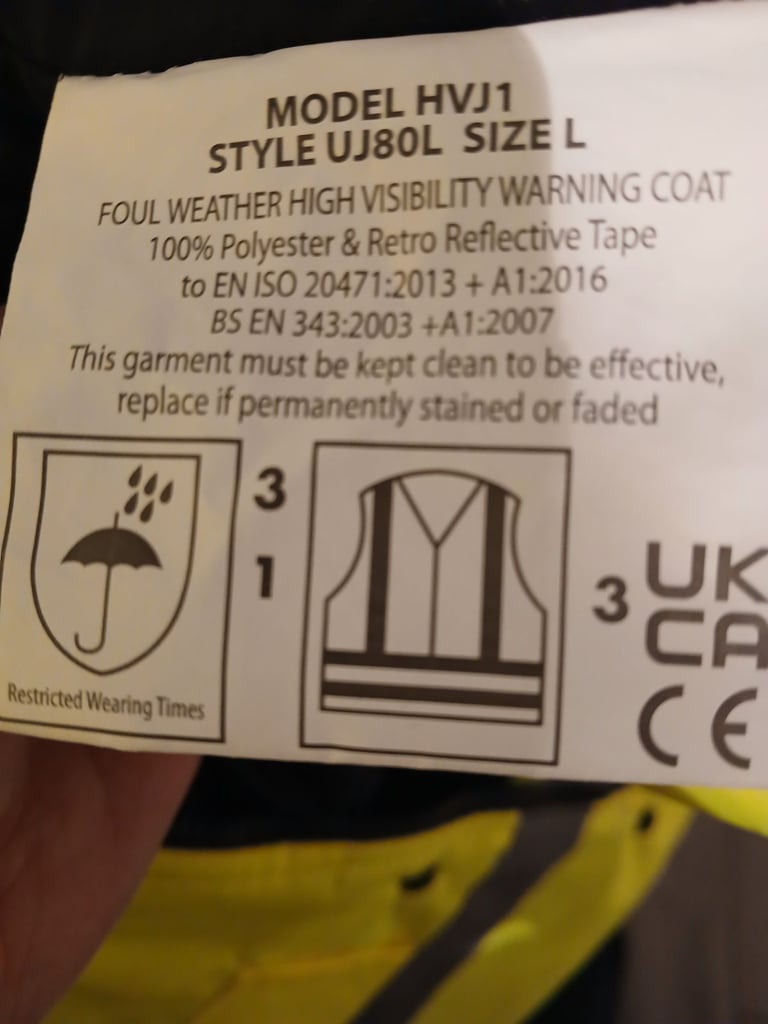 MODEL HVJ1
STYLE UJ80L SIZE L
FOUL WEATHER HIGH VISIBILITY WARNING COAT
100% Polyester & Retro Reflective Tape
to EN ISO 20471:2013 + A1:2016
BS EN 343:2003 +A1:2007
This garment must be kept clean to be effective,
replace if permanently stained or faded
3
1
Restricted Wearing Times
3
UK
CA
CE